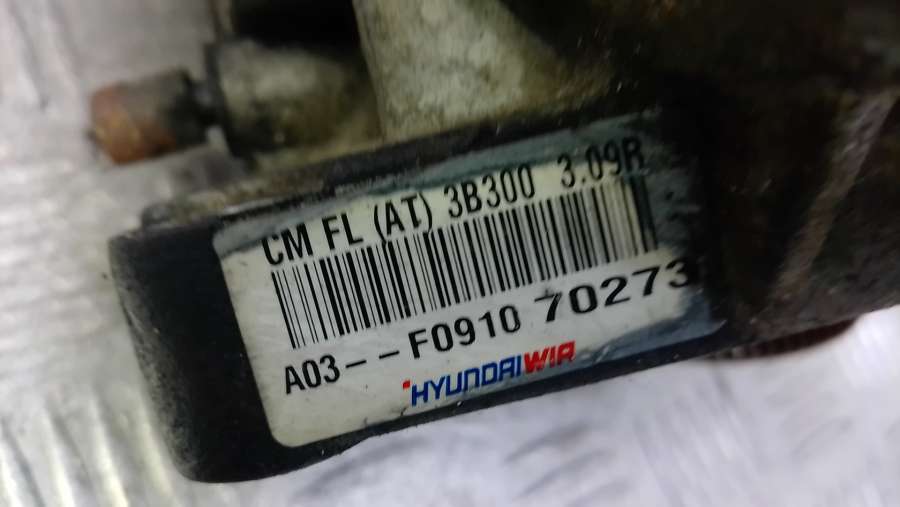 CM FL (AT) 3B300 3.09R
A03--F0910 70273
HYUNDAI WIA